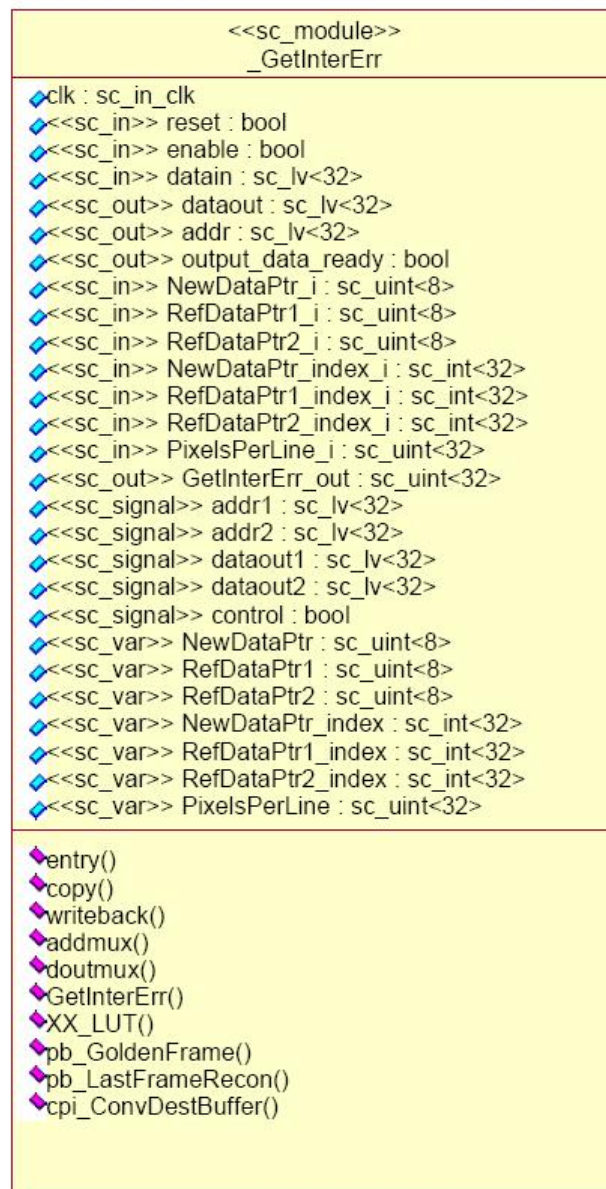 <<sc_module>>
_GetInterErr
clk : sc_in_clk
<<sc_in>> reset : bool
<<sc_in>> enable : bool
<<sc_in>> datain : sc_lv<32>
<<sc_out>> dataout : sc_lv<32>
<<sc_out>> addr : sc_lv<32>
<<sc_out>> output_data_ready : bool
<<sc_in>> NewDataPtr_i : sc_uint<8>
<<sc_in>> RefDataPtr1_i : sc_uint<8>
<<sc_in>> RefDataPtr2_i : sc_uint<8>
<<sc_in>> NewDataPtr_index_i : sc_int<32>
<<sc_in>> RefDataPtr1_index_i : sc_int<32>
<<sc_in>> RefDataPtr2_index_i : sc_int<32>
<<sc_in>> PixelsPerLine_i : sc_uint<32>
<<sc_out>> GetInterErr_out : sc_uint<32>
<<sc_signal>> addr1 : sc_lv<32>
<<sc_signal>> addr2 : sc_lv<32>
<<sc_signal>> dataout1 : sc_lv<32>
<<sc_signal>> dataout2 : sc_lv<32>
<<sc_signal>> control : bool
<<sc_var>> NewDataPtr : sc_uint<8>
<<sc_var>> RefDataPtr1 : sc_uint<8>
<<sc_var>> RefDataPtr2 : sc_uint<8>
<<sc_var>> NewDataPtr_index : sc_int<32>
<<sc_var>> RefDataPtr1_index : sc_int<32>
<<sc_var>> RefDataPtr2_index : sc_int<32>
<<sc_var>> PixelsPerLine : sc_uint<32>
entry()
copy()
writeback()
addmux()
doutmux()
GetInterErr()
XX_LUT()
pb_GoldenFrame()
pb_LastFrameRecon()
cpi_ConvDestBuffer()